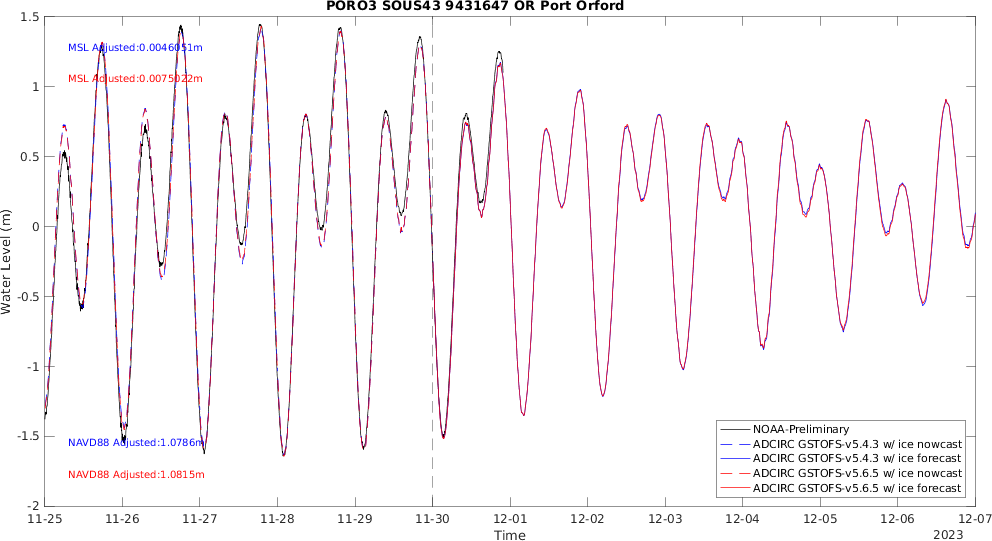 PORO3 SOUS43 9431647 OR Port Orford
Water Level (m)
1.5
1
0.5
0
-0.5
-1
-1.5
-2
MSL Adjusted:0.0046051m
MSL Adjusted:0.0075022m
NAVD88 Adjusted:1.0786m
NAVD88 Adjusted:1.0815m
NOAA-Preliminary
ADCIRC GSTOFS-v5.4.3 w/ ice nowcast
ADCIRC GSTOFS-v5.4.3 w/ ice forecast
ADCIRC GSTOFS-v5.6.5 w/ ice nowcast
ADCIRC GSTOFS-v5.6.5 w/ ice forecast
11-25 11-26 11-27 11-28 11-29 11-30 12-01 12-02 12-03 12-04 12-05 12-06 12-07
Time
2023